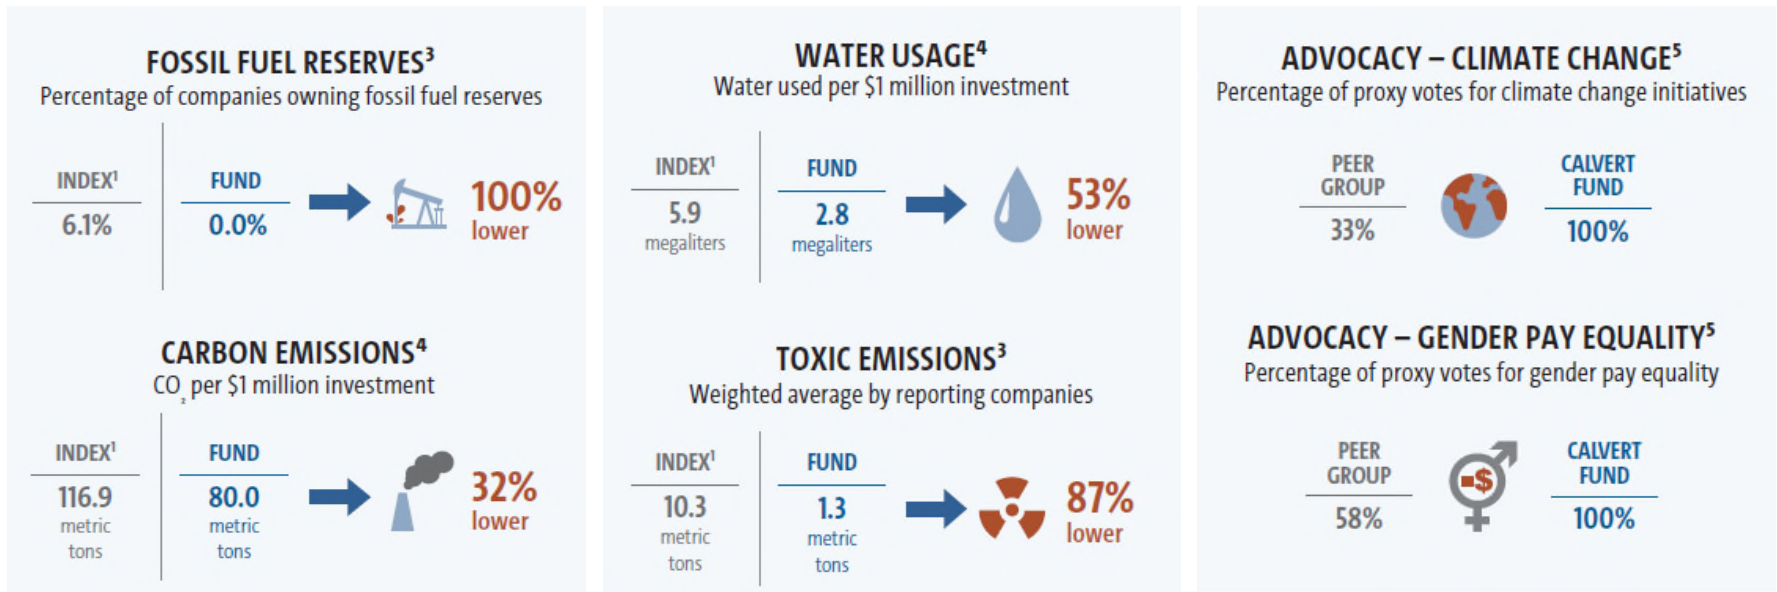 FOSSIL FUEL RESERVES³
Percentage of companies owning fossil fuel reserves
INDEX¹
6.1%
FUND
0.0%
100%
lower
CARBON EMISSIONS⁴
CO₂ per $1 million investment
INDEX¹
116.9
metric
tons
FUND
80.0
metric
tons
32%
lower
WATER USAGE⁴
Water used per $1 million investment
INDEX¹
5.9
megaliters
FUND
2.8
megaliters
53%
lower
TOXIC EMISSIONS³
Weighted average by reporting companies
INDEX¹
10.3
metric
tons
FUND
1.3
metric
tons
87%
lower
ADVOCACY – CLIMATE CHANGE⁵
Percentage of proxy votes for climate change initiatives
PEER
GROUP
33%
CALVERT
FUND
100%
ADVOCACY – GENDER PAY EQUALITY⁵
Percentage of proxy votes for gender pay equality
PEER
GROUP
58%
$
CALVERT
FUND
100%